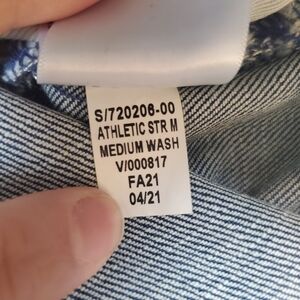 S/720206-00
ATHLETIC STR M
MEDIUM WASH
V/000817
FA21
04/21